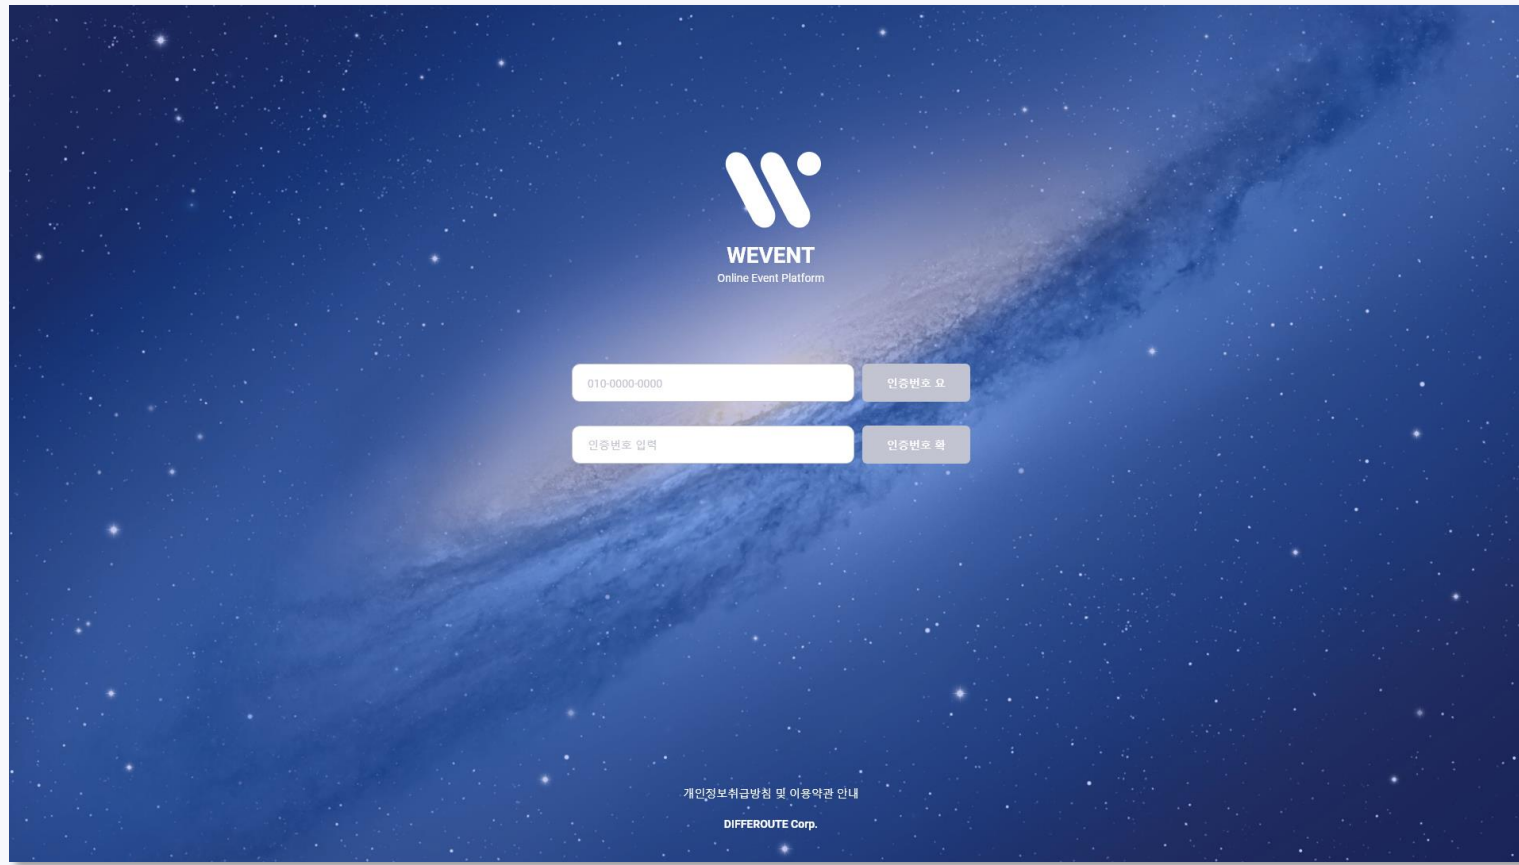 WEVENT
Online Event Platform
010-0000-0000
인증번호 요
인증번호 입력
인증번호 확
개인정보취급방침 및 이용약관 안내
DIFFEROUTE Corp.